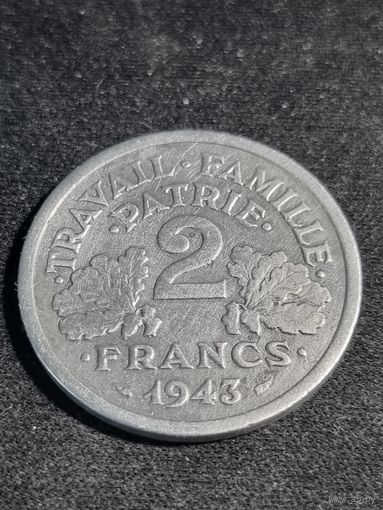 ·TRAVAIL·FAMILLE·
·PATRIE·
2
·FRANCS·
1943